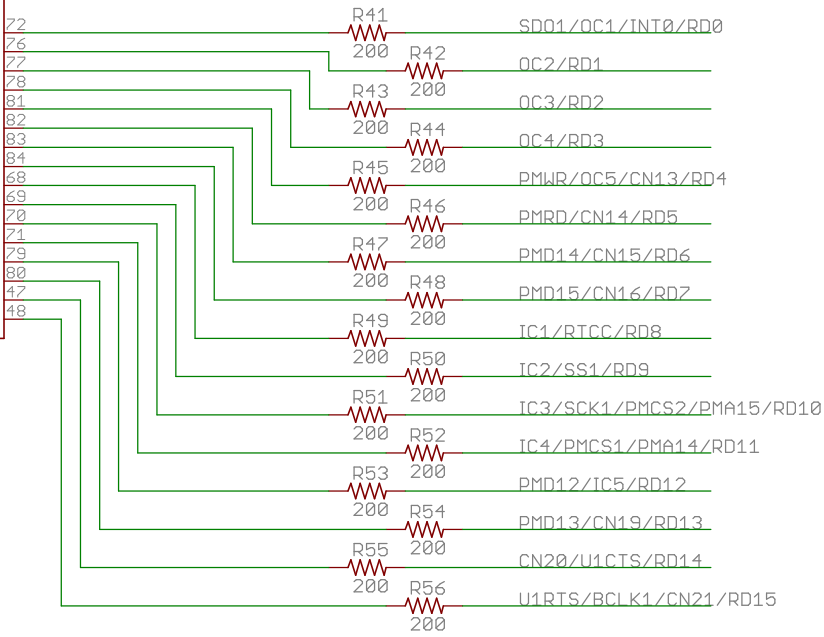 72 R41 SDO1/OC1/INT0/RD0
76 200
77 R42 OC2/RD1
78 200
81 R43 OC3/RD2
82 200
83 R44 OC4/RD3
84 200
68 R45 PMWR/OC5/CN13/RD4
69 200
70 R46 PMRD/CN14/RD5
71 200
79 R47 PMD14/CN15/RD6
80 200
47 R48 PMD15/CN16/RD7
48 200
R49 IC1/RTCC/RD8
200
R50 IC2/SS1/RD9
200
R51 IC3/SCK1/PMCS2/PMA15/RD10
200
R52 IC4/PMCS1/PMA14/RD11
200
R53 PMD12/IC5/RD12
200
R54 PMD13/CN19/RD13
200
R55 CN20/U1CTS/RD14
200
R56 U1RTS/BCLK1/CN21/RD15
200